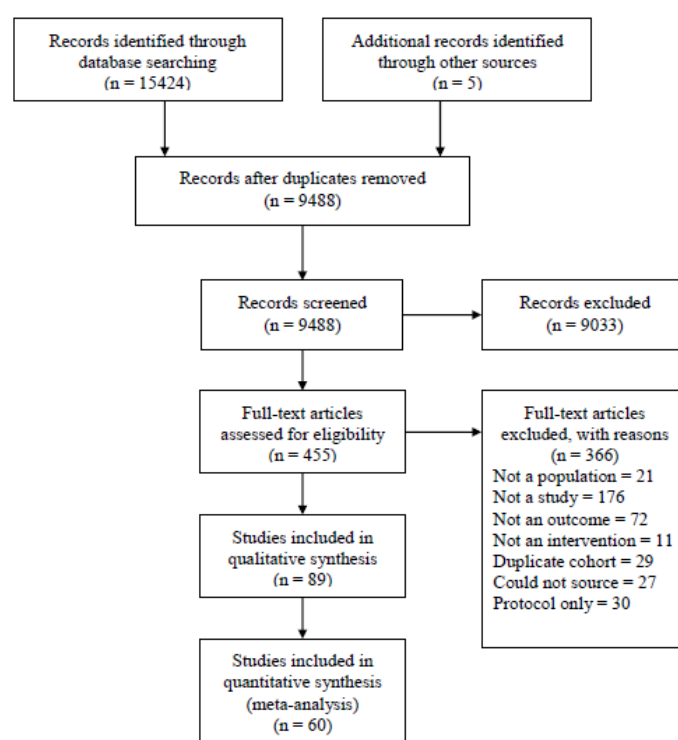 Records identified through
database searching
(n = 15424)
Additional records identified
through other sources
(n = 5)
Records after duplicates removed
(n = 9488)
Records screened
(n = 9488)
Records excluded
(n = 9033)
Full-text articles
assessed for eligibility
(n = 455)
Full-text articles
excluded, with reasons
(n = 366)
Not a population = 21
Not a study = 176
Not an outcome = 72
Not an intervention = 11
Duplicate cohort = 29
Could not source = 27
Protocol only = 30
Studies included in
qualitative synthesis
(n = 89)
Studies included in
quantitative synthesis
(meta-analysis)
(n = 60)